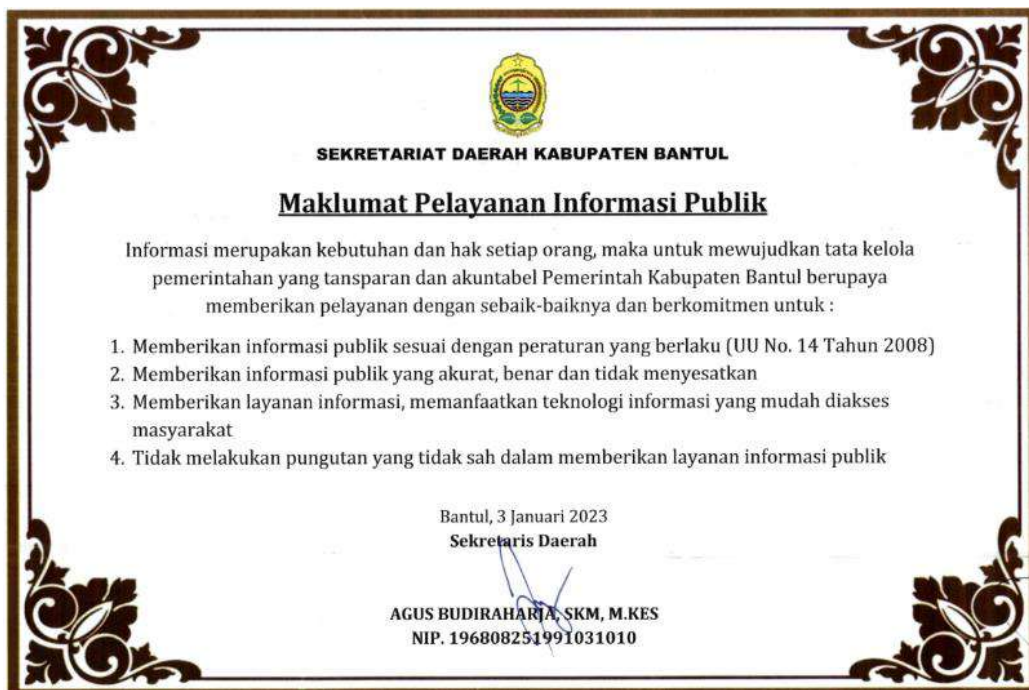 SEKRETARIAT DAERAH KABUPATEN BANTUL
Maklumat Pelayanan Informasi Publik
Informasi merupakan kebutuhan dan hak setiap orang, maka untuk mewujudkan tata kelola
pemerintahan yang tansparan dan akuntabel Pemerintah Kabupaten Bantul berupaya
memberikan pelayanan dengan sebaik-baiknya dan berkomitmen untuk :
1. Memberikan informasi publik sesuai dengan peraturan yang berlaku (UU No. 14 Tahun 2008)
2. Memberikan informasi publik yang akurat, benar dan tidak menyesatkan
3. Memberikan layanan informasi, memanfaatkan teknologi informasi yang mudah diakses
masyarakat
4. Tidak melakukan pungutan yang tidak sah dalam memberikan layanan informasi publik
Bantul, 3 Januari 2023
Sekretaris Daerah
AGUS BUDIRAHARJA, SKM, M.KES
NIP. 196808251991031010